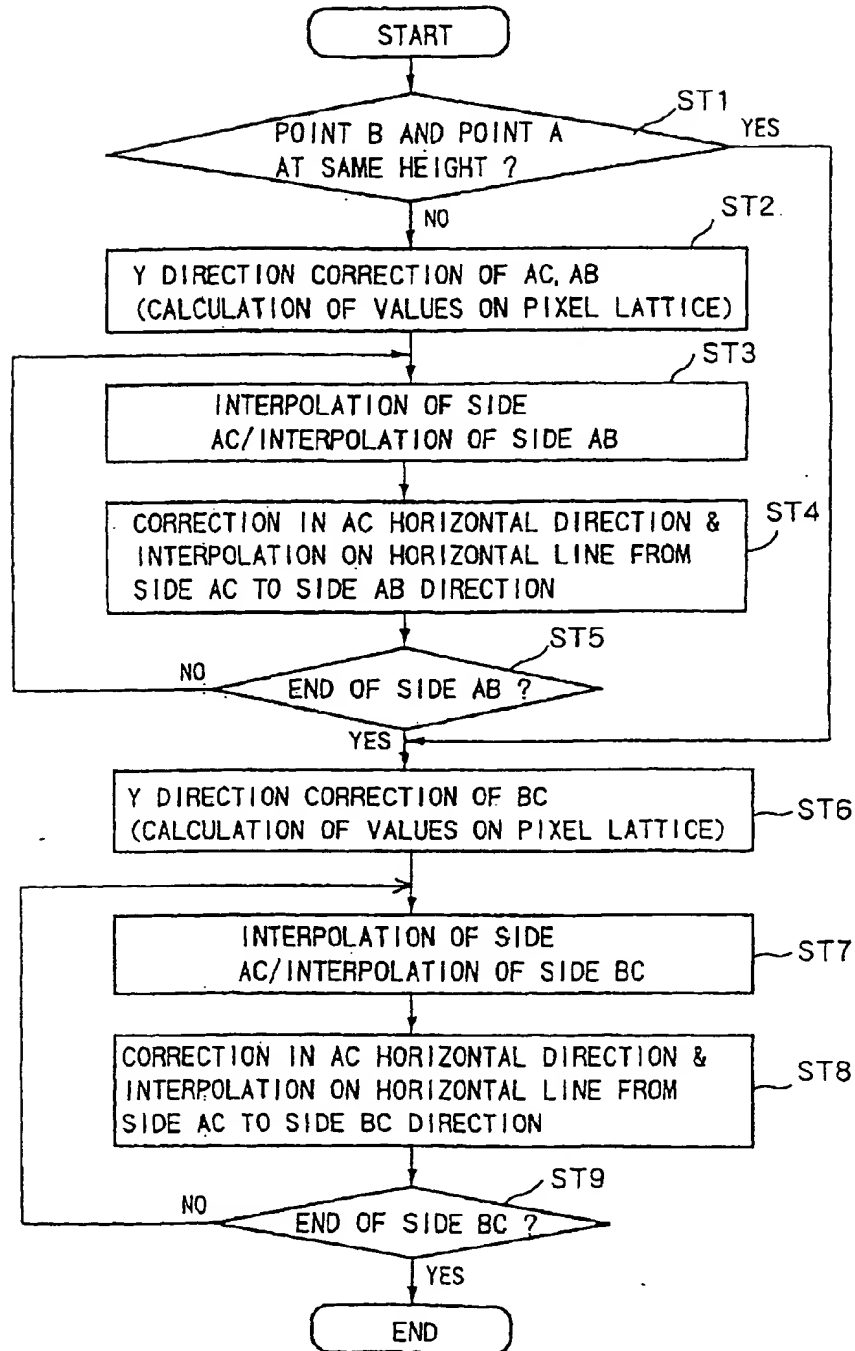 START
ST1
POINT B AND POINT A
AT SAME HEIGHT ?
YES
NO
ST2
Y DIRECTION CORRECTION OF AC, AB
(CALCULATION OF VALUES ON PIXEL LATTICE)
ST3
INTERPOLATION OF SIDE
AC/INTERPOLATION OF SIDE AB
ST4
CORRECTION IN AC HORIZONTAL DIRECTION &
INTERPOLATION ON HORIZONTAL LINE FROM
SIDE AC TO SIDE AB DIRECTION
ST5
NO
END OF SIDE AB ?
YES
Y DIRECTION CORRECTION OF BC
(CALCULATION OF VALUES ON PIXEL LATTICE)
ST6
INTERPOLATION OF SIDE
AC/INTERPOLATION OF SIDE BC
ST7
CORRECTION IN AC HORIZONTAL DIRECTION &
INTERPOLATION ON HORIZONTAL LINE FROM
SIDE AC TO SIDE BC DIRECTION
ST8
ST9
NO
END OF SIDE BC ?
YES
END